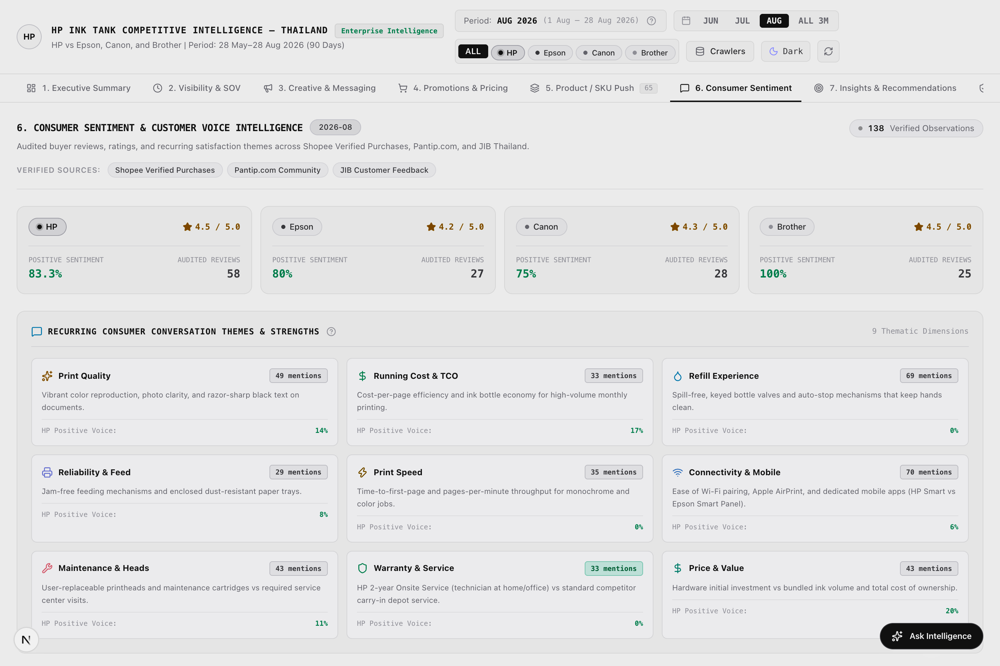 HP
HP INK TANK COMPETITIVE INTELLIGENCE — THAILAND
Enterprise Intelligence
HP vs Epson, Canon, and Brother | Period: 28 May–28 Aug 2026 (90 Days)
Period: AUG 2026 (1 Aug – 28 Aug 2026)
JUN JUL AUG ALL 3M
ALL HP Epson Canon Brother
Crawlers
Dark
1. Executive Summary
2. Visibility & SOV
3. Creative & Messaging
4. Promotions & Pricing
5. Product / SKU Push 65
6. Consumer Sentiment
7. Insights & Recommendations
6. CONSUMER SENTIMENT & CUSTOMER VOICE INTELLIGENCE 2026-08
138 Verified Observations
Audited buyer reviews, ratings, and recurring satisfaction themes across Shopee Verified Purchases, Pantip.com, and JIB Thailand.
VERIFIED SOURCES: Shopee Verified Purchases Pantip.com Community JIB Customer Feedback
HP 4.5 / 5.0
POSITIVE SENTIMENT AUDITED REVIEWS
83.3% 58
Epson 4.2 / 5.0
POSITIVE SENTIMENT AUDITED REVIEWS
80% 27
Canon 4.3 / 5.0
POSITIVE SENTIMENT AUDITED REVIEWS
75% 28
Brother 4.5 / 5.0
POSITIVE SENTIMENT AUDITED REVIEWS
100% 25
RECURRING CONSUMER CONVERSATION THEMES & STRENGTHS
9 Thematic Dimensions
Print Quality 49 mentions
Vibrant color reproduction, photo clarity, and razor-sharp black text on
documents.
HP Positive Voice: 14%
Running Cost & TCO 33 mentions
Cost-per-page efficiency and ink bottle economy for high-volume monthly
printing.
HP Positive Voice: 17%
Refill Experience 69 mentions
Spill-free, keyed bottle valves and auto-stop mechanisms that keep hands
clean.
HP Positive Voice: 0%
Reliability & Feed 29 mentions
Jam-free feeding mechanisms and enclosed dust-resistant paper trays.
HP Positive Voice: 8%
Print Speed 35 mentions
Time-to-first-page and pages-per-minute throughput for monochrome and
color jobs.
HP Positive Voice: 0%
Connectivity & Mobile 70 mentions
Ease of Wi-Fi pairing, Apple AirPrint, and dedicated mobile apps (HP Smart vs
Epson Smart Panel).
HP Positive Voice: 6%
Maintenance & Heads 43 mentions
User-replaceable printheads and maintenance cartridges vs required service
center visits.
HP Positive Voice: 11%
Warranty & Service 33 mentions
HP 2-year Onsite Service (technician at home/office) vs standard competitor
carry-in depot service.
HP Positive Voice: 0%
Price & Value 43 mentions
Hardware initial investment vs bundled ink volume and total cost of ownership.
HP Positive Voice: 20%
N
Ask Intelligence